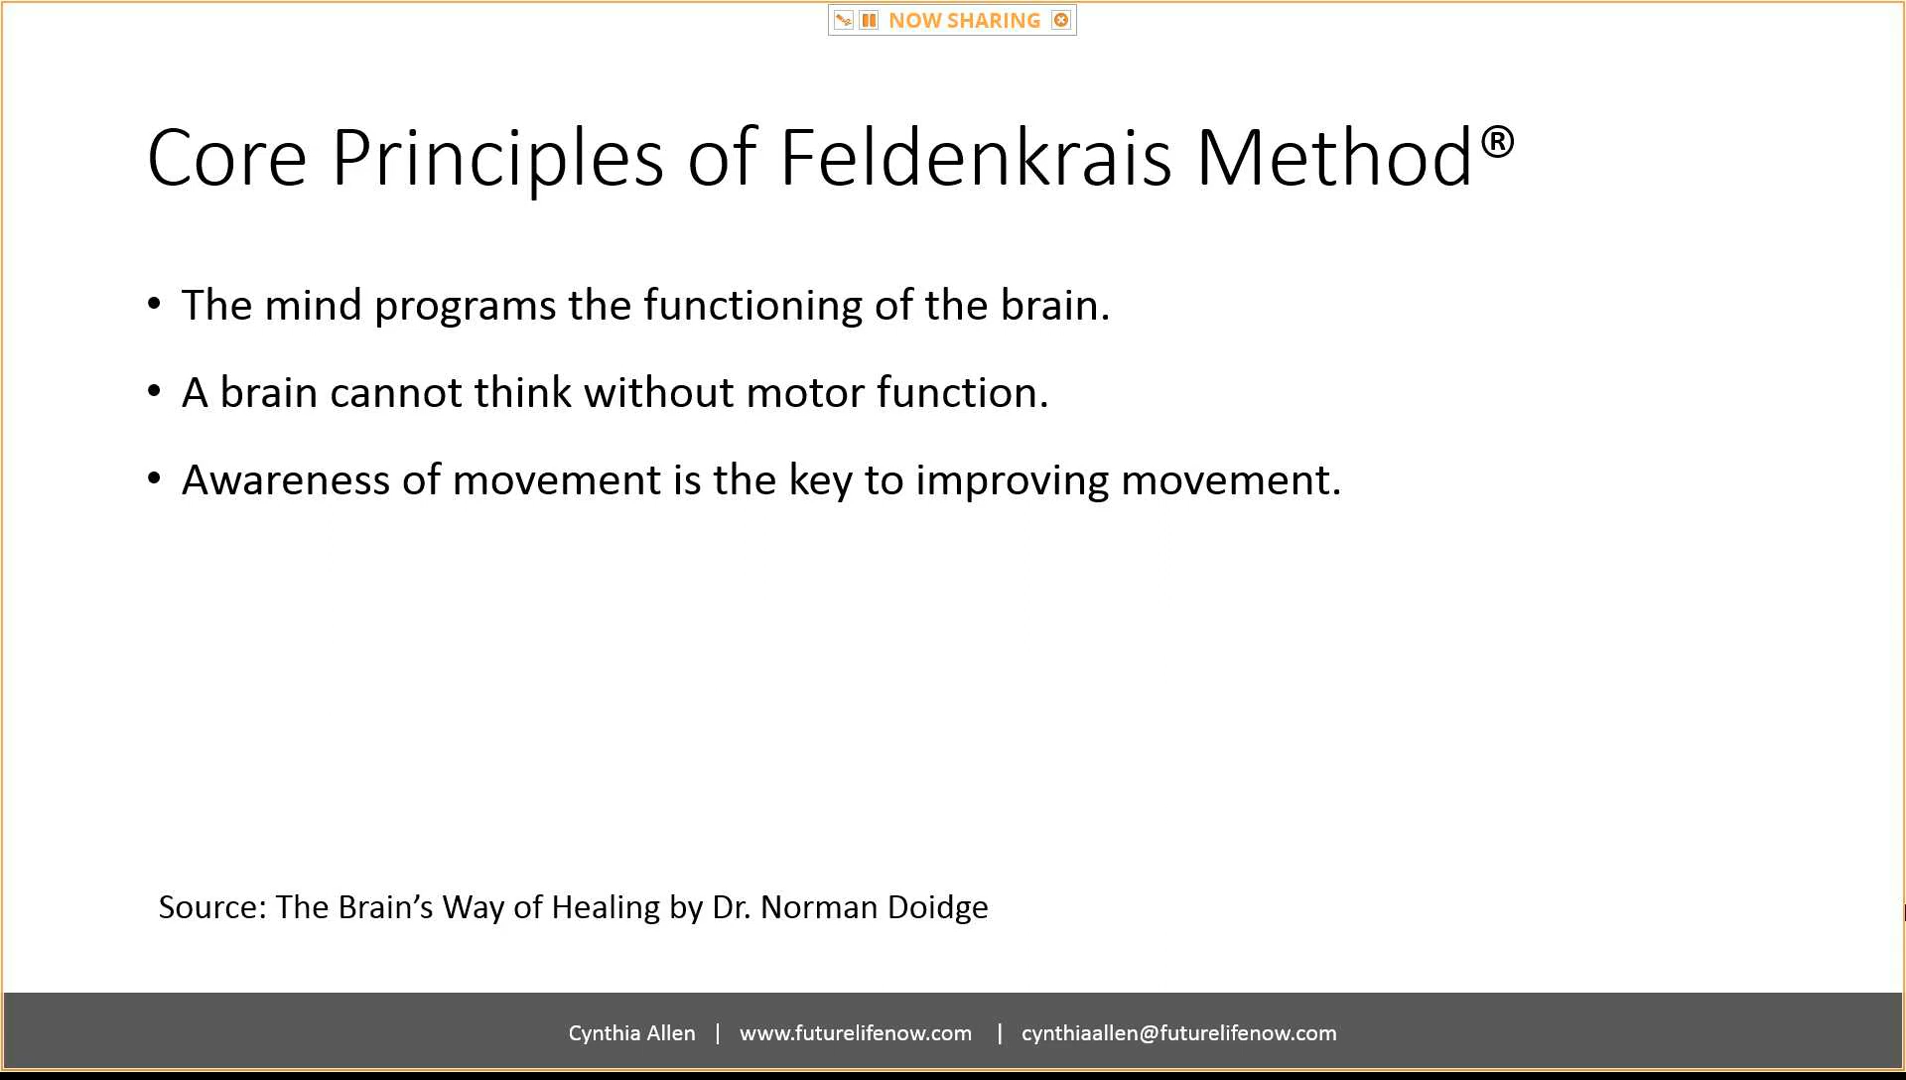 NOW SHARING
Core Principles of Feldenkrais Method®
• The mind programs the functioning of the brain.
• A brain cannot think without motor function.
• Awareness of movement is the key to improving movement.
Source: The Brain’s Way of Healing by Dr. Norman Doidge
Cynthia Allen | www.futurelifenow.com | cynthiaallen@futurelifenow.com